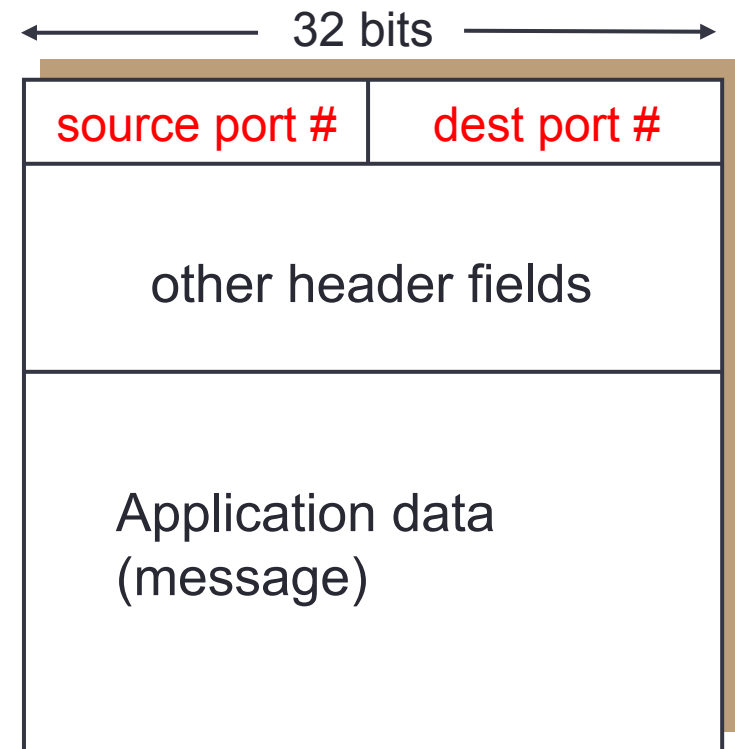 32 bits
source port # dest port #
other header fields
Application data
(message)